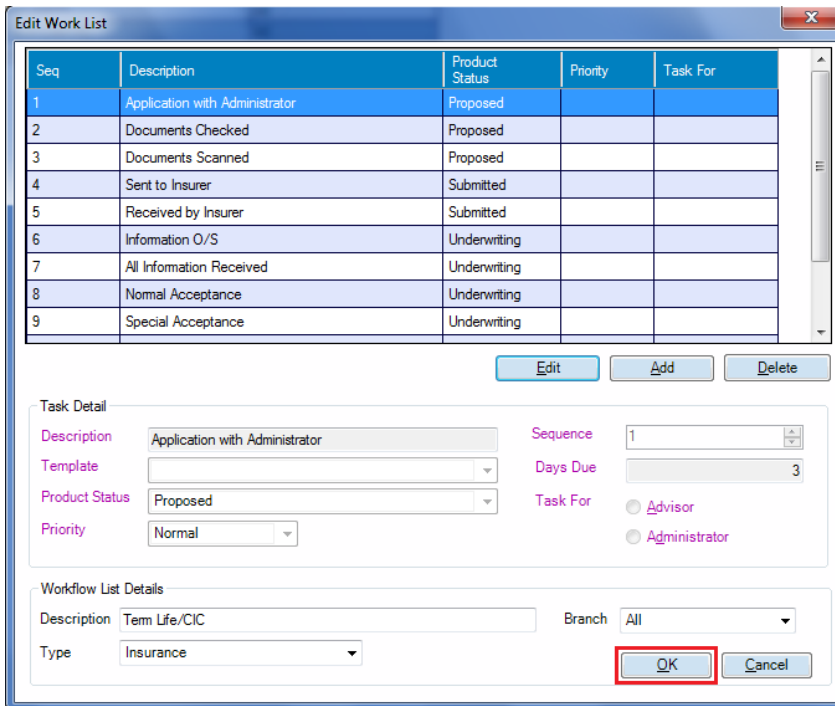 Edit Work List
Seq Description Product Status Priority Task For
1 Application with Administrator Proposed
2 Documents Checked Proposed
3 Documents Scanned Proposed
4 Sent to Insurer Submitted
5 Received by Insurer Submitted
6 Information O/S Underwriting
7 All Information Received Underwriting
8 Normal Acceptance Underwriting
9 Special Acceptance Underwriting
Edit Add Delete
Task Detail
Description Application with Administrator Sequence 1
Template Days Due 3
Product Status Proposed Task For Advisor
Priority Normal Administrator
Workflow List Details
Description Term Life/CIC Branch All
Type Insurance OK Cancel